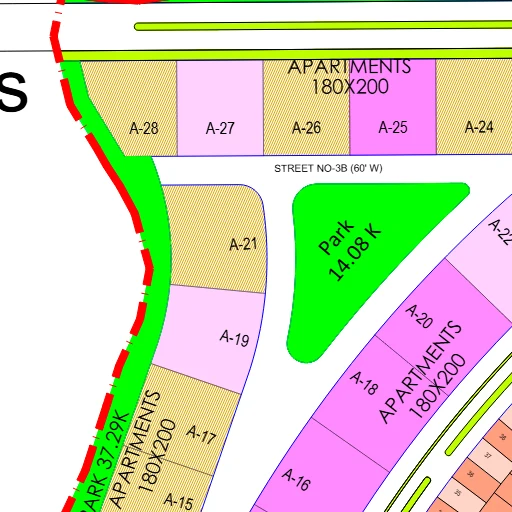 s
APARTMENTS
180X200
A-28
A-27
A-26
A-25
A-24
STREET NO-3B (60' W)
A-21
Park
14.08 K
A-22
A-19
A-20
APARTMENTS
180X200
A-18
A-17
A-16
A-15
APARTMENTS
180X200
PARK 37.29K